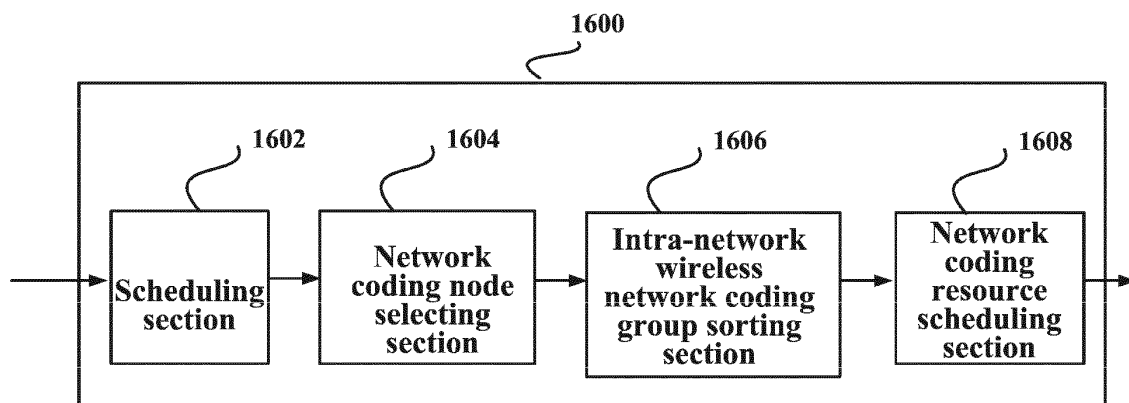 1600
1602
1604
1606
1608
Scheduling
section
Network
coding node
selecting
section
Intra-network
wireless
network coding
group sorting
section
Network
coding
resource
scheduling
section